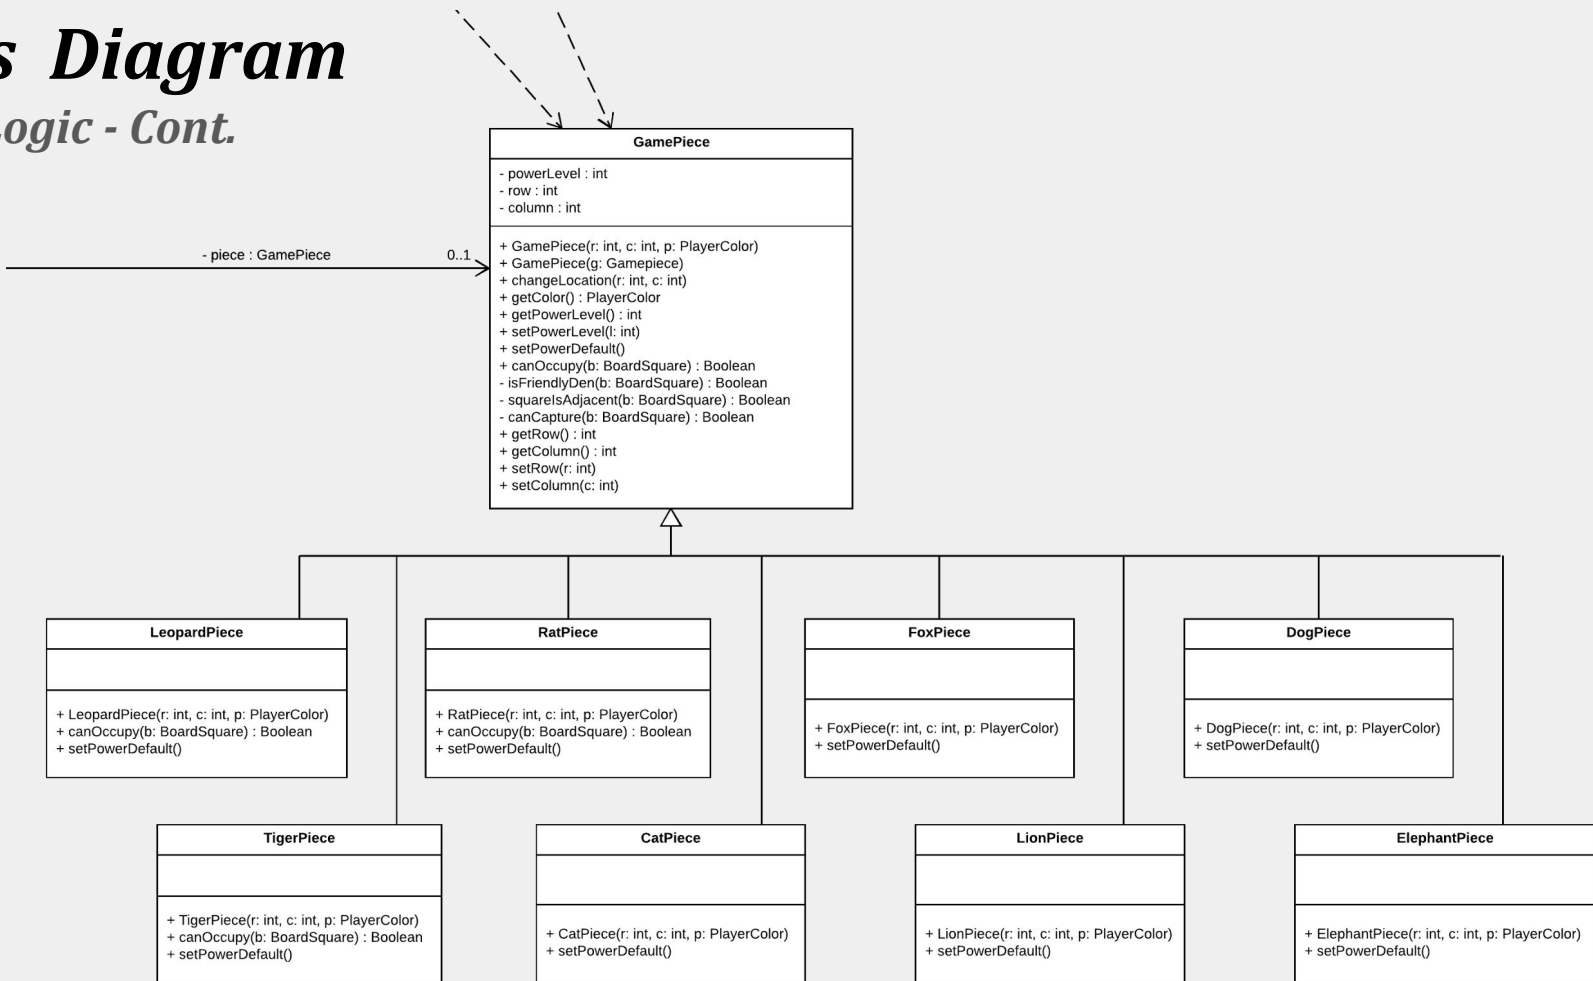 s Diagram
ogic - Cont.
GamePiece
- powerLevel : int
- row : int
- column : int
- piece : GamePiece
0..1
+ GamePiece(r: int, c: int, p: PlayerColor)
+ GamePiece(g: Gamepiece)
+ changeLocation(r: int, c: int)
+ getColor() : PlayerColor
+ getPowerLevel() : int
+ setPowerLevel(l: int)
+ setPowerDefault()
+ canOccupy(b: BoardSquare) : Boolean
- isFriendlyDen(b: BoardSquare) : Boolean
- squareIsAdjacent(b: BoardSquare) : Boolean
- canCapture(b: BoardSquare) : Boolean
+ getRow() : int
+ getColumn() : int
+ setRow(r: int)
+ setColumn(c: int)
LeopardPiece
+ LeopardPiece(r: int, c: int, p: PlayerColor)
+ canOccupy(b: BoardSquare) : Boolean
+ setPowerDefault()
RatPiece
+ RatPiece(r: int, c: int, p: PlayerColor)
+ canOccupy(b: BoardSquare) : Boolean
+ setPowerDefault()
FoxPiece
+ FoxPiece(r: int, c: int, p: PlayerColor)
+ setPowerDefault()
DogPiece
+ DogPiece(r: int, c: int, p: PlayerColor)
+ setPowerDefault()
TigerPiece
+ TigerPiece(r: int, c: int, p: PlayerColor)
+ canOccupy(b: BoardSquare) : Boolean
+ setPowerDefault()
CatPiece
+ CatPiece(r: int, c: int, p: PlayerColor)
+ setPowerDefault()
LionPiece
+ LionPiece(r: int, c: int, p: PlayerColor)
+ setPowerDefault()
ElephantPiece
+ ElephantPiece(r: int, c: int, p: PlayerColor)
+ setPowerDefault()